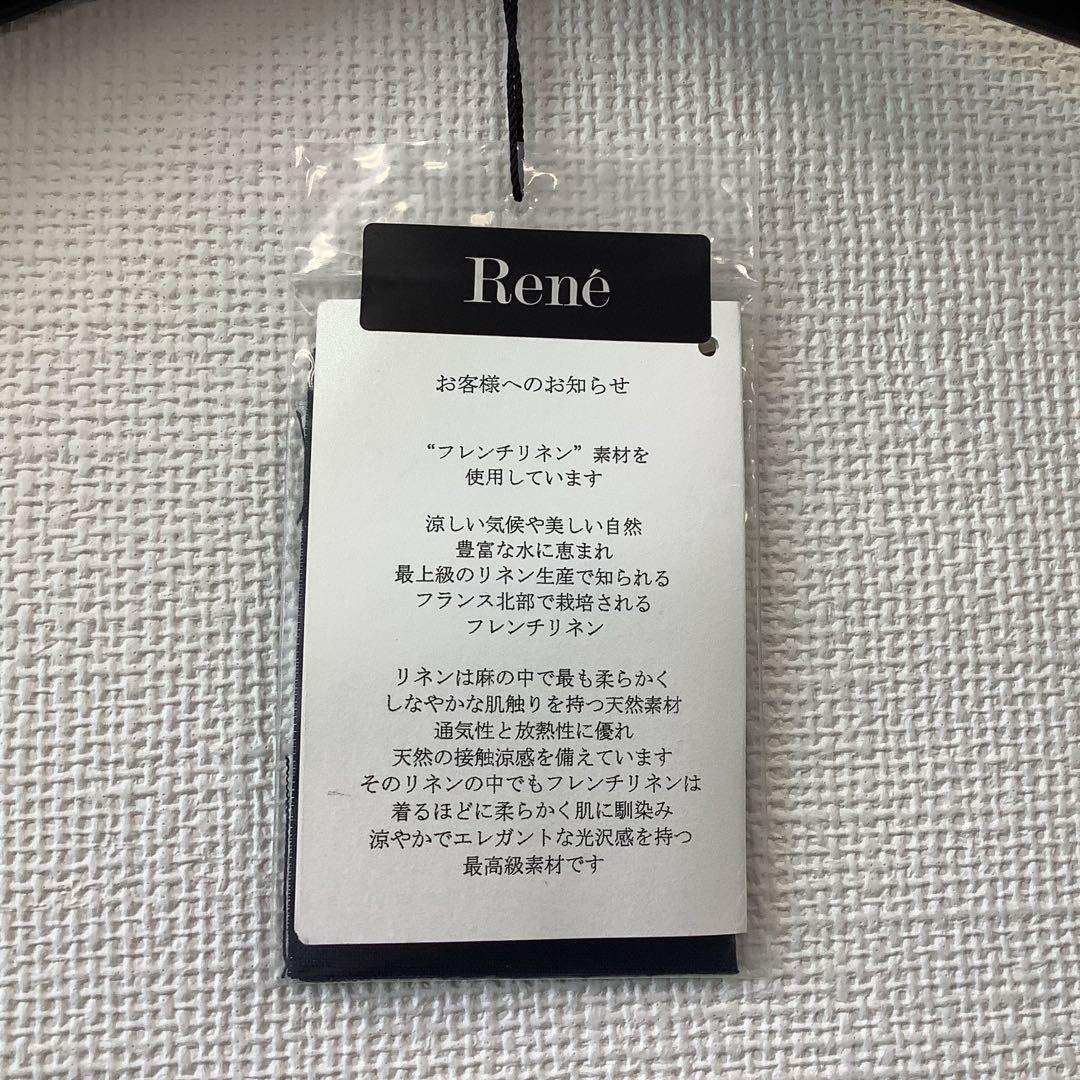 René
お客様へのお知らせ
“フレンチリネン” 素材を
使用しています
涼しい気候や美しい自然
豊富な水に恵まれ
最上級のリネン生産で知られる
フランス北部で栽培される
フレンチリネン
リネンは麻の中で最も柔らかく
しなやかな肌触りを持つ天然素材
通気性と放熱性に優れ
天然の接触涼感を備えています
そのリネンの中でもフレンチリネンは
着るほどに柔らかく肌に馴染み
涼やかでエレガントな光沢感を持つ
最高級素材です